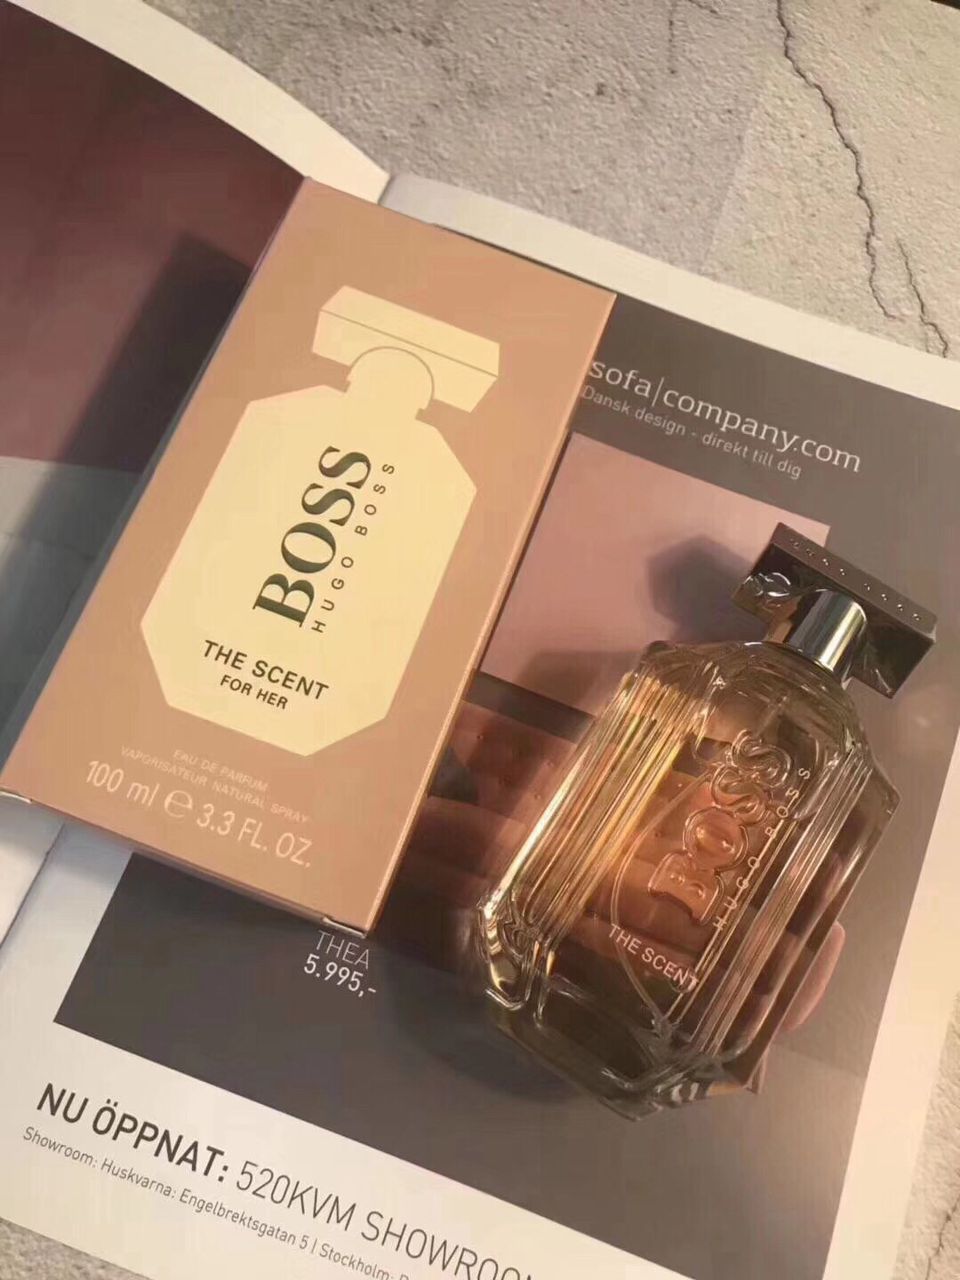 sofa|company.com
Dansk design - direkt till dig
BOSS
HUGO BOSS
THE SCENT
FOR HER
EAU DE PARFUM
VAPORISATEUR NATURAL SPRAY
100 ml ℮ 3.3 FL. OZ.
HUGO BOSS
BOSS
HUGO BOSS
THE SCENT
THEA
5.995,-
NU ÖPPNAT: 520KVM
Showroom: Huskvarna: Engelbrektsgatan 5 | Stockholm: